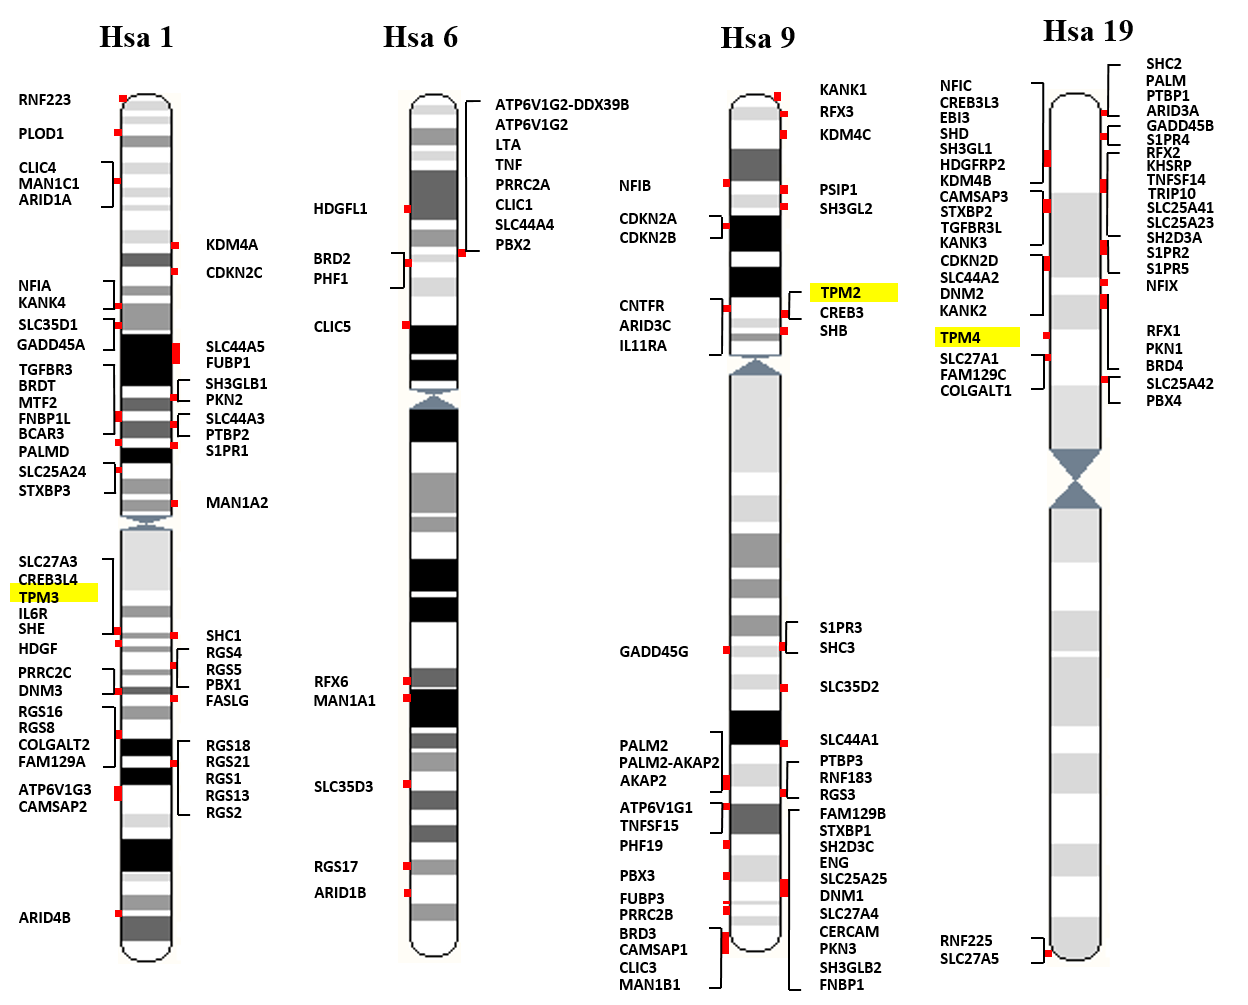 Hsa 1
RNF223
PLOD1
CLIC4
MAN1C1
ARID1A
NFIA
KANK4
SLC35D1
GADD45A
TGFBR3
BRDT
MTF2
FNBP1L
BCAR3
PALMD
SLC25A24
STXBP3
SLC27A3
CREB3L4
TPM3
IL6R
SHE
HDGF
PRRC2C
DNM3
RGS16
RGS8
COLGALT2
FAM129A
ATP6V1G3
CAMSAP2
ARID4B
KDM4A
CDKN2C
SLC44A5
FUBP1
SH3GLB1
PKN2
SLC44A3
PTBP2
S1PR1
MAN1A2
SHC1
RGS4
RGS5
PBX1
FASLG
RGS18
RGS21
RGS1
RGS13
RGS2
Hsa 6
HDGFL1
BRD2
PHF1
CLIC5
RFX6
MAN1A1
SLC35D3
RGS17
ARID1B
ATP6V1G2-DDX39B
ATP6V1G2
LTA
TNF
PRRC2A
CLIC1
SLC44A4
PBX2
Hsa 9
NFIB
CDKN2A
CDKN2B
CNTFR
ARID3C
IL11RA
GADD45G
PALM2
PALM2-AKAP2
AKAP2
ATP6V1G1
TNFSF15
PHF19
PBX3
FUBP3
PRRC2B
BRD3
CAMSAP1
CLIC3
MAN1B1
KANK1
RFX3
KDM4C
PSIP1
SH3GL2
TPM2
CREB3
SHB
S1PR3
SHC3
SLC35D2
SLC44A1
PTBP3
RNF183
RGS3
FAM129B
STXBP1
SH2D3C
ENG
SLC25A25
DNM1
SLC27A4
CERCAM
PKN3
SH3GLB2
FNBP1
Hsa 19
NFIC
CREB3L3
EBI3
SHD
SH3GL1
HDGFRP2
KDM4B
CAMSAP3
STXBP2
TGFBR3L
KANK3
CDKN2D
SLC44A2
DNM2
KANK2
TPM4
SLC27A1
FAM129C
COLGALT1
RNF225
SLC27A5
SHC2
PALM
PTBP1
ARID3A
GADD45B
S1PR4
RFX2
KHSRP
TNFSF14
TRIP10
SLC25A41
SLC25A23
SH2D3A
S1PR2
S1PR5
NFIX
RFX1
PKN1
BRD4
SLC25A42
PBX4